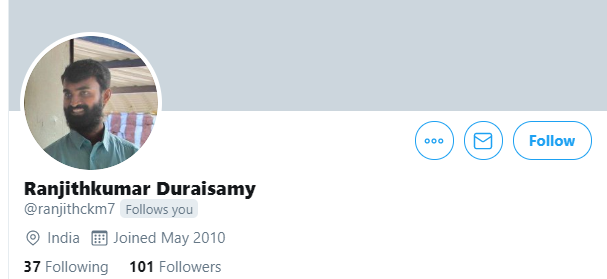 Follow
Ranjithkumar Duraisamy
@ranjithckm7 Follows you
India Joined May 2010
37 Following 101 Followers